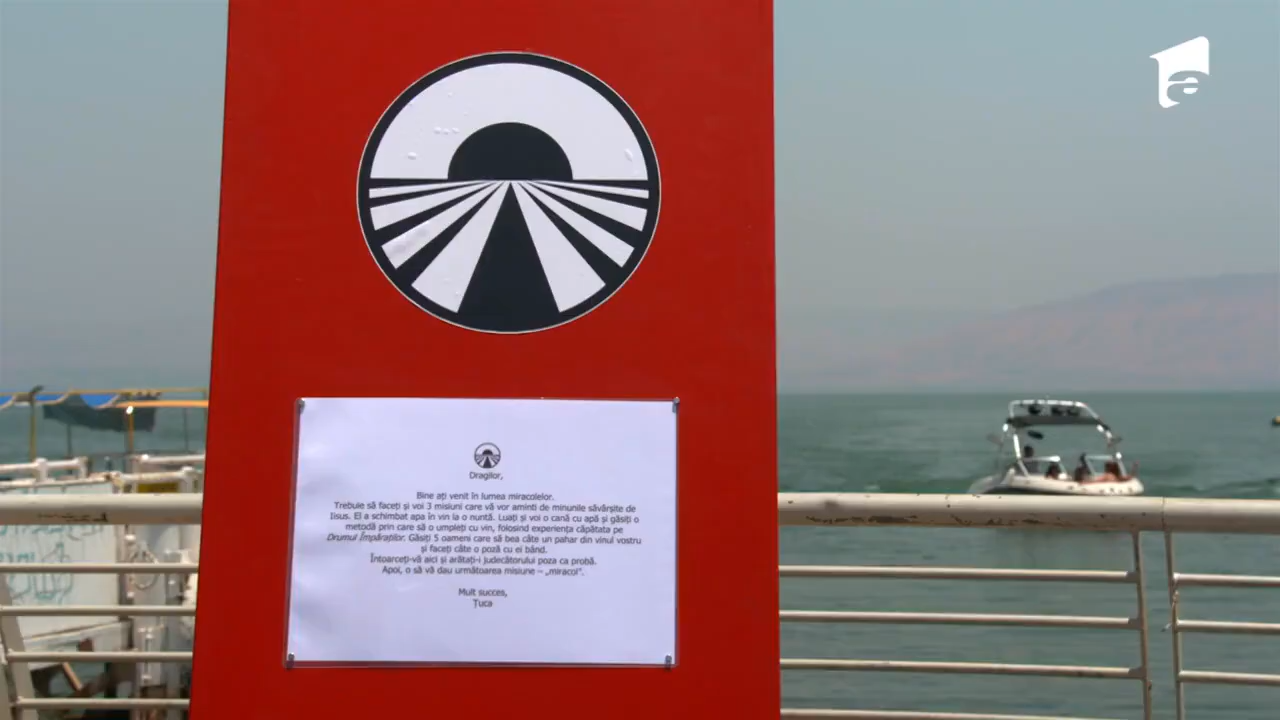 Dragilor,
Bine ați venit în lumea miracolelor.
Trebuie să faceți și voi 3 misiuni care vă vor aminti de minunile săvârșite de
Iisus. El a schimbat apa în vin la o nuntă. Luați și voi o cană cu apă și găsiți o
metodă prin care să o umpleți cu vin, folosind experiența căpătată pe
Drumul Împăraților. Găsiți 5 oameni care să bea câte un pahar din vinul vostru
și faceți câte o poză cu ei bând.
Întoarceți-vă aici și arătați-i judecătorului poza ca probă.
Apoi, o să vă dau următoarea misiune – „miracol”.
Mult succes,
Țuca